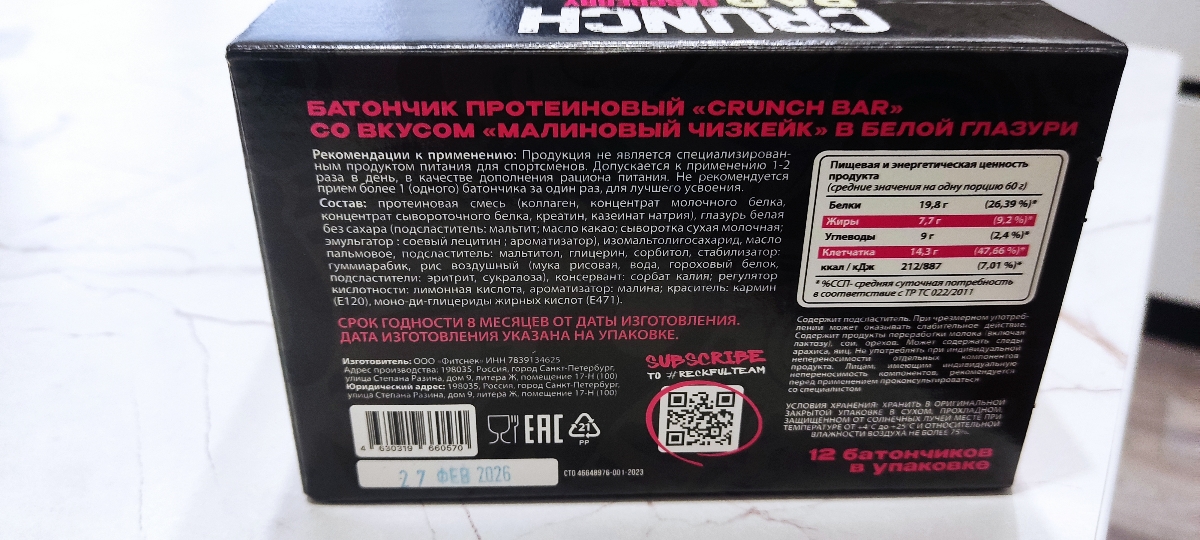 CRUNCH
BAR RASPBERRY
БАТОНЧИК ПРОТЕИНОВЫЙ «CRUNCH BAR»
СО ВКУСОМ «МАЛИНОВЫЙ ЧИЗКЕЙК» В БЕЛОЙ ГЛАЗУРИ
Рекомендации к применению: Продукция не является специализирован-
ным продуктом питания для спортсменов. Допускается к применению 1-2
раза в день, в качестве дополнения рациона питания. Не рекомендуется
прием более 1 (одного) батончика за один раз, для лучшего усвоения.
Состав: протеиновая смесь (коллаген, концентрат молочного белка,
концентрат сывороточного белка, креатин, казеинат натрия), глазурь белая
без сахара (подсластитель: мальтит; масло какао; сыворотка сухая молочная;
эмульгатор : соевый лецитин ; ароматизатор), изомальтолигосахарид, масло
пальмовое, подсластитель: мальтитол, глицерин, сорбитол, стабилизатор:
гуммиарабик, рис воздушный (мука рисовая, вода, гороховый белок,
подсластители: эритрит, сукралоза), консервант: сорбат калия; регулятор
кислотности: лимонная кислота, ароматизатор: малина; краситель: кармин
(Е120), моно-ди-глицериды жирных кислот (Е471).
СРОК ГОДНОСТИ 8 МЕСЯЦЕВ ОТ ДАТЫ ИЗГОТОВЛЕНИЯ.
ДАТА ИЗГОТОВЛЕНИЯ УКАЗАНА НА УПАКОВКЕ.
Изготовитель: ООО «Фитснек» ИНН 7839134625
Адрес производства: 198035, Россия, город Санкт-Петербург,
улица Степана Разина, дом 9, литера Ж, помещение 17-Н (100)
Юридический адрес: 198035, Россия, город Санкт-Петербург,
улица Степана Разина, дом 9, литера Ж, помещение 17-Н (100)
4 630319 660570
EAC
21
PP
27 ФЕВ 2026
СТО 46648976-001-2023
SUBSCRIBE
TO #RECKFULTEAM
Пищевая и энергетическая ценность
продукта
(средние значения на одну порцию 60 г)
Белки 19,8 г (26,39 %)*
Жиры 7,7 г (9,2 %)*
Углеводы 9 г (2,4 %)*
Клетчатка 14,3 г (47,66 %)*
ккал / кДж 212/887 (7,01 %)*
* %ССП- средняя суточная потребность
в соответствие с ТР ТС 022/2011
Содержит подсластитель. При чрезмерном употреб-
лении может оказывать слабительное действие.
Содержит продукты переработки молока (включая
лактозу), сои, орехов. Может содержать следы
арахиса, яиц. Не употреблять при индивидуальной
непереносимости отдельных компонентов
продукта. Лицам, имеющим индивидуальную
непереносимость компонентов, рекомендуется
перед применением проконсультироваться
со специалистом
УСЛОВИЯ ХРАНЕНИЯ: ХРАНИТЬ В ОРИГИНАЛЬНОЙ
ЗАКРЫТОЙ УПАКОВКЕ В СУХОМ, ПРОХЛАДНОМ,
ЗАЩИЩЕННОМ ОТ СОЛНЕЧНЫХ ЛУЧЕЙ МЕСТЕ ПРИ
ТЕМПЕРАТУРЕ ОТ +4°С до +25°С И ОТНОСИТЕЛЬНОЙ
ВЛАЖНОСТИ ВОЗДУХА НЕ БОЛЕЕ 75%.
12 батончиков
в упаковке